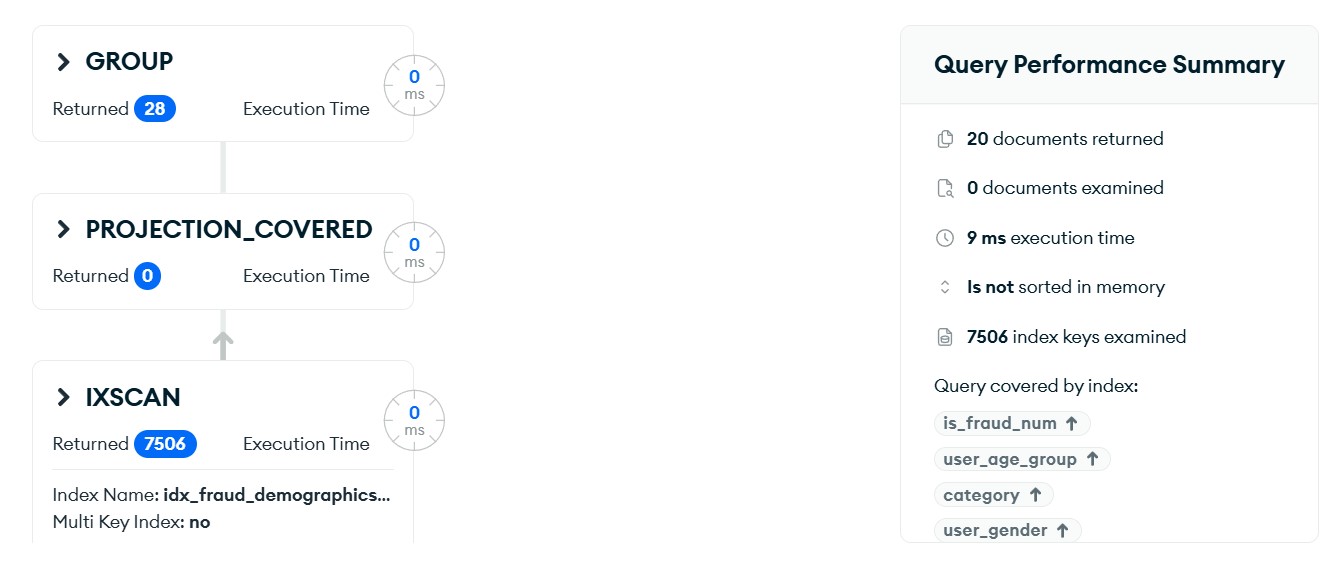 GROUP
Returned 28 Execution Time
0
ms
PROJECTION_COVERED
Returned 0 Execution Time
0
ms
IXSCAN
Returned 7506 Execution Time
0
ms
Index Name: idx_fraud_demographics...
Multi Key Index: no
Query Performance Summary
20 documents returned
0 documents examined
9 ms execution time
Is not sorted in memory
7506 index keys examined
Query covered by index:
is_fraud_num ↑
user_age_group ↑
category ↑
user_gender ↑